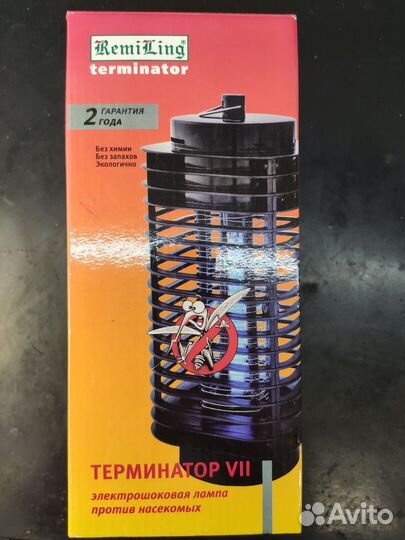 RemiLing®
terminator
2 ГАРАНТИЯ
ГОДА
Без химии
Без запахов
Экологично
ТЕРМИНАТОР VII
электрошоковая лампа
против насекомых
Avito